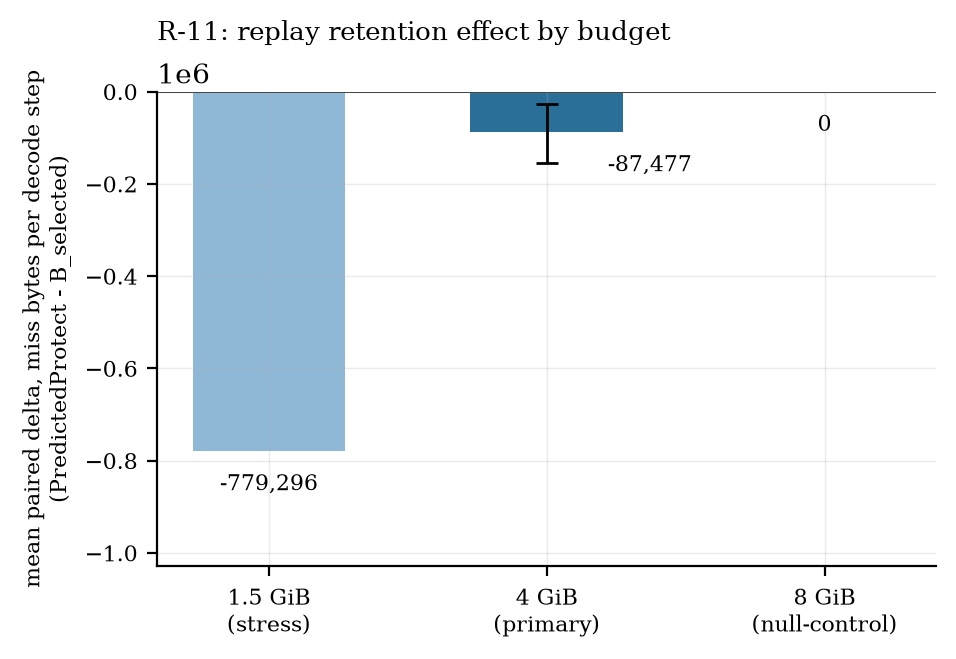 R-11: replay retention effect by budget
1e6
mean paired delta, miss bytes per decode step
(PredictedProtect - B_selected)
0.0
−0.2
−0.4
−0.6
−0.8
−1.0
-779,296
-87,477
0
1.5 GiB
(stress)
4 GiB
(primary)
8 GiB
(null-control)